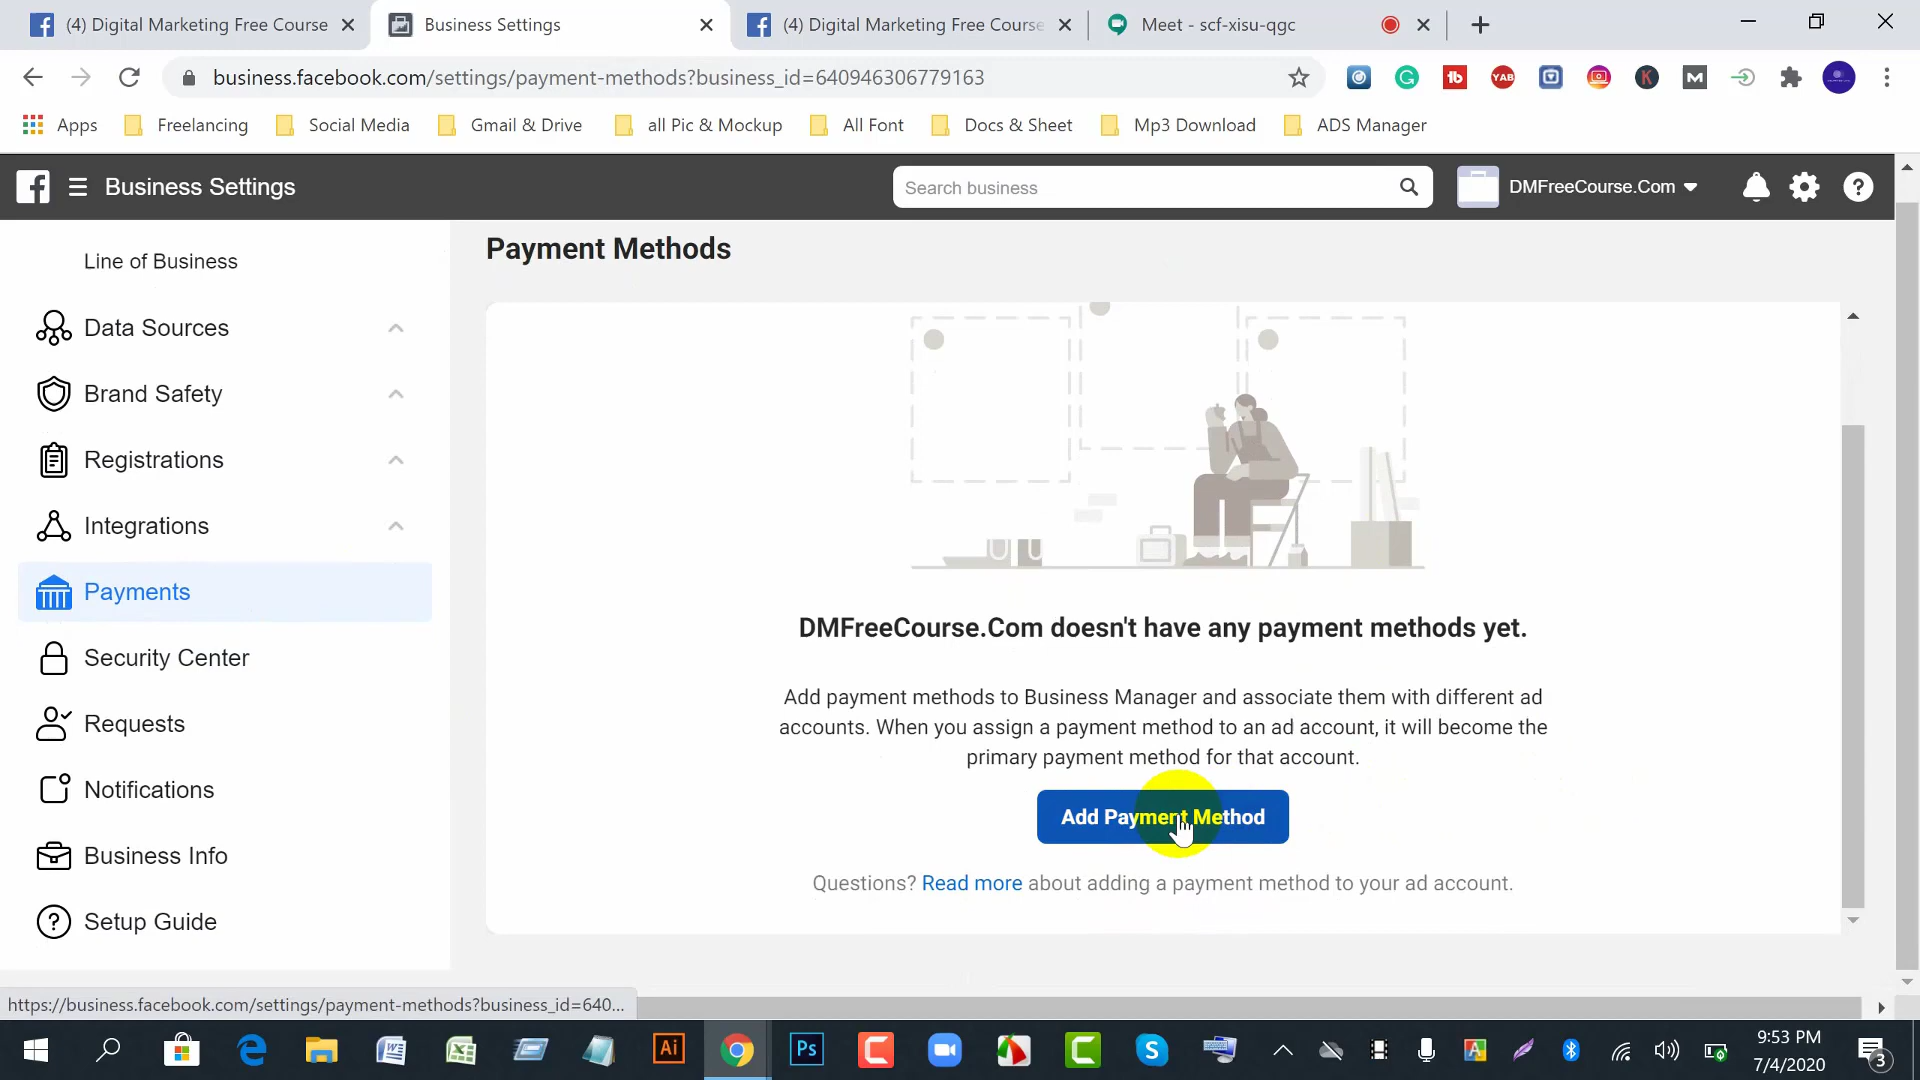 (4) Digital Marketing Free Course
Business Settings
(4) Digital Marketing Free Course
Meet - scf-xisu-qgc
business.facebook.com/settings/payment-methods?business_id=640946306779163
tb
YAB
K
M
Apps
Freelancing
Social Media
Gmail & Drive
all Pic & Mockup
All Font
Docs & Sheet
Mp3 Download
ADS Manager
Business Settings
Search business
DMFreeCourse.Com
Line of Business
Data Sources
Brand Safety
Registrations
Integrations
Payments
Security Center
Requests
Notifications
Business Info
Setup Guide
Payment Methods
DMFreeCourse.Com doesn't have any payment methods yet.
Add payment methods to Business Manager and associate them with different ad
accounts. When you assign a payment method to an ad account, it will become the
primary payment method for that account.
Add Payment Method
Questions? Read more about adding a payment method to your ad account.
https://business.facebook.com/settings/payment-methods?business_id=640...
Ai
Ps
9:53 PM
7/4/2020
3